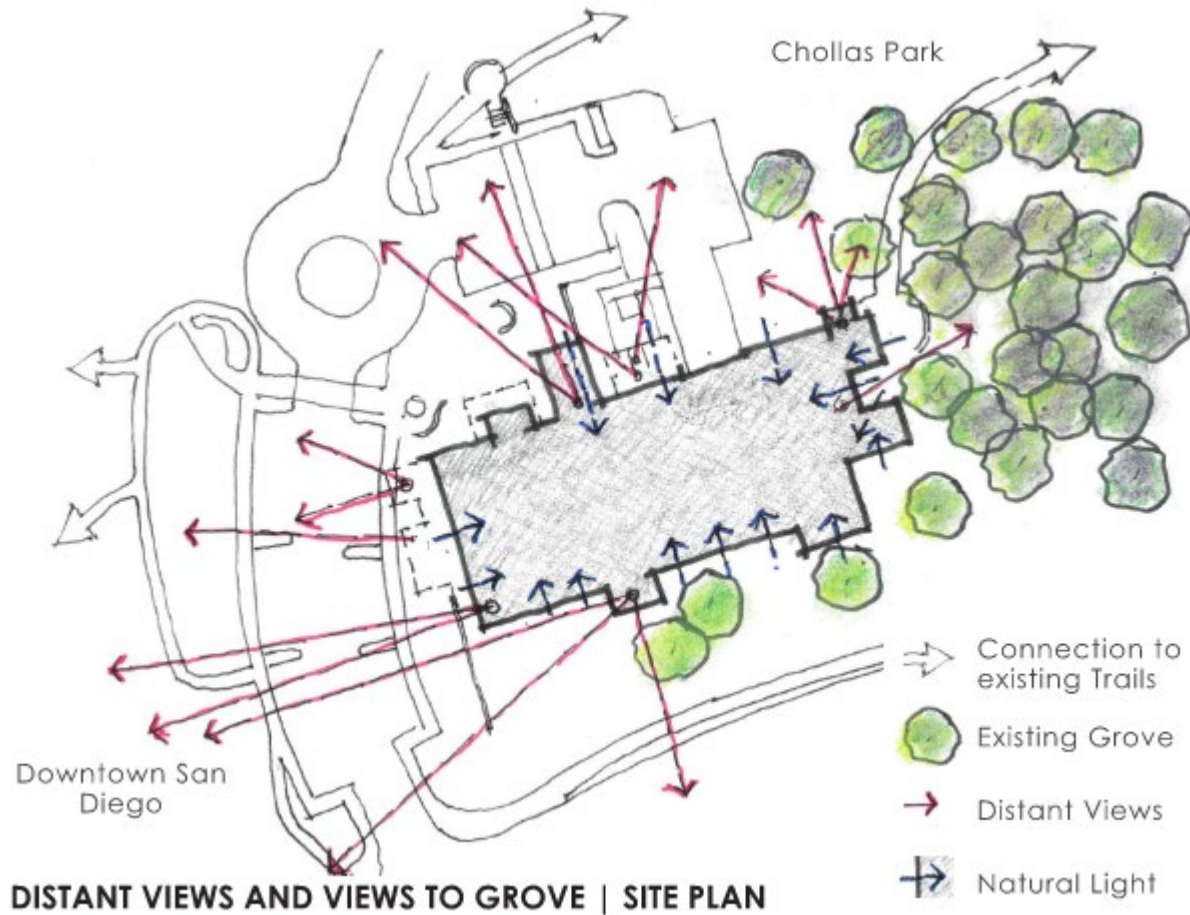 Chollas Park
Connection to
existing Trails
Existing Grove
Distant Views
Natural Light
Downtown San
Diego
DISTANT VIEWS AND VIEWS TO GROVE | SITE PLAN